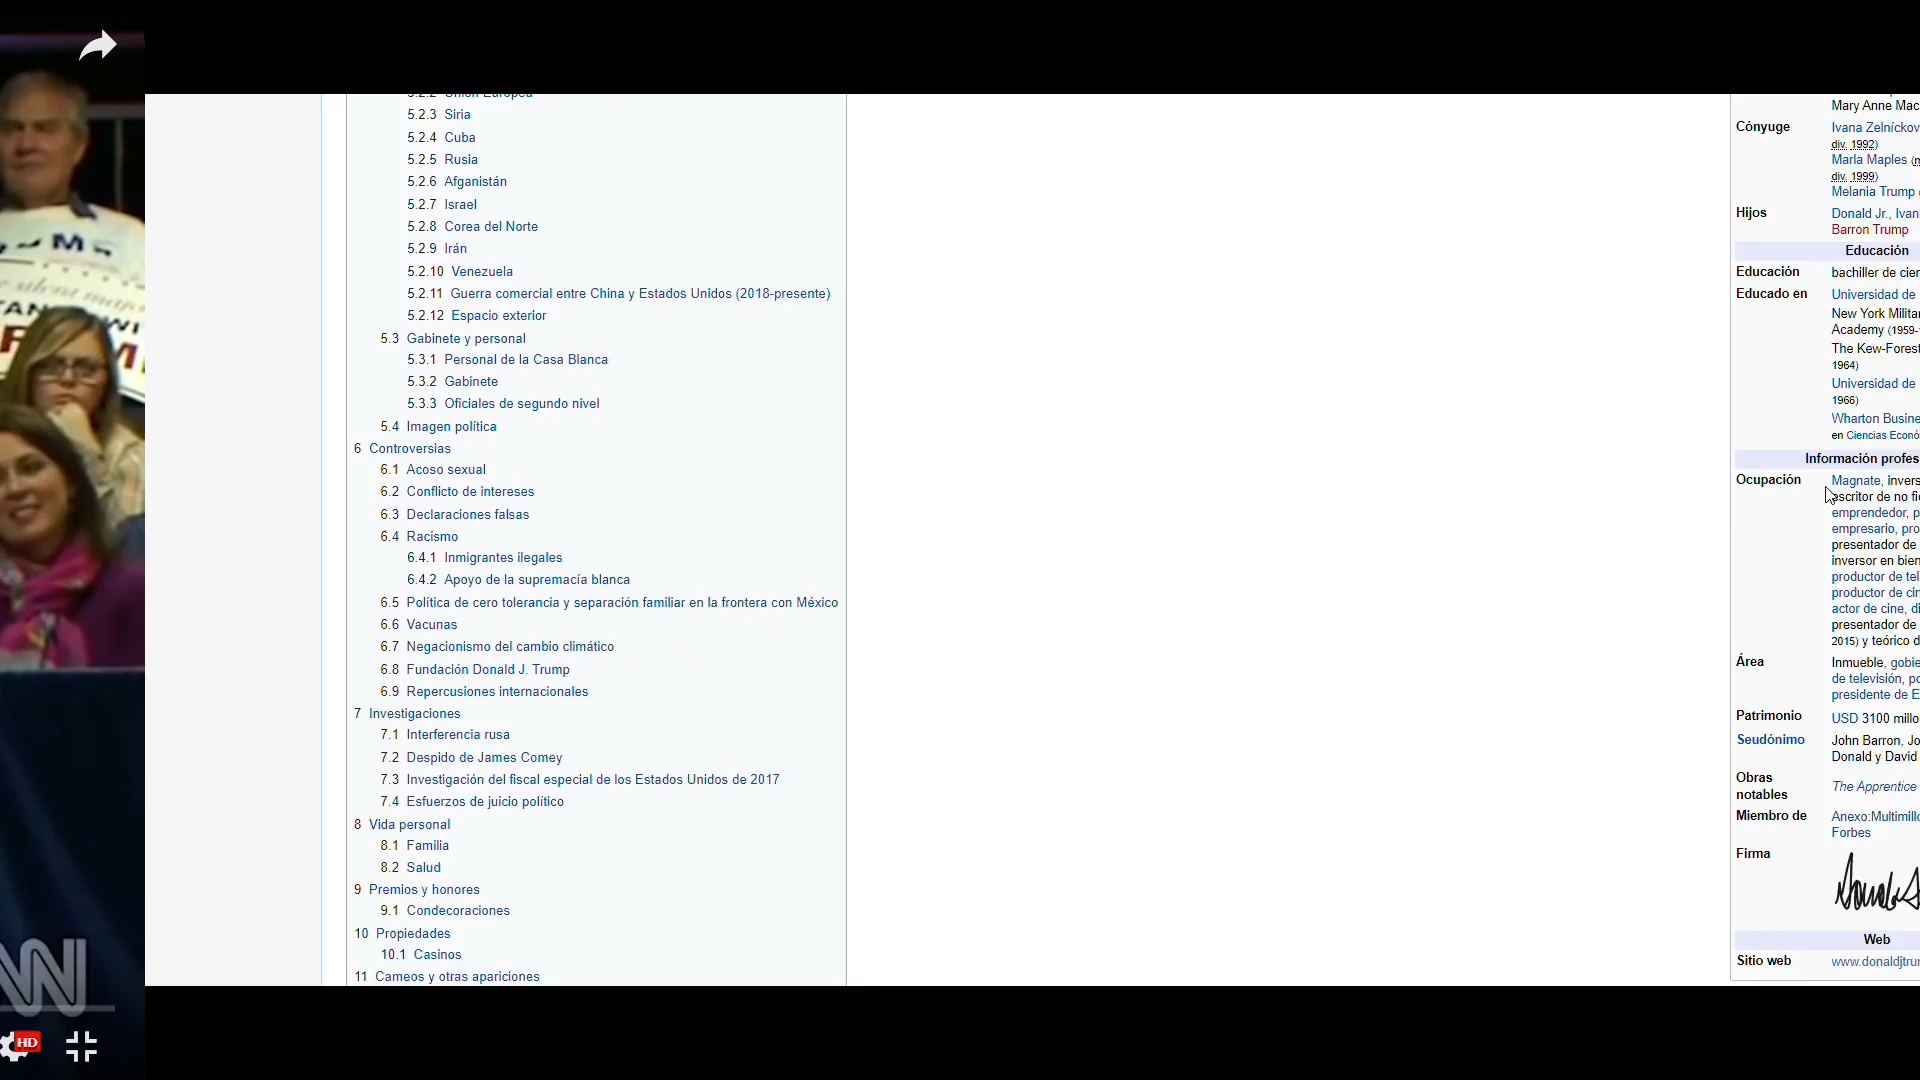 5.2.2 Unión Europea
5.2.3 Siria
5.2.4 Cuba
5.2.5 Rusia
5.2.6 Afganistán
5.2.7 Israel
5.2.8 Corea del Norte
5.2.9 Irán
5.2.10 Venezuela
5.2.11 Guerra comercial entre China y Estados Unidos (2018-presente)
5.2.12 Espacio exterior
5.3 Gabinete y personal
5.3.1 Personal de la Casa Blanca
5.3.2 Gabinete
5.3.3 Oficiales de segundo nivel
5.4 Imagen política
6 Controversias
6.1 Acoso sexual
6.2 Conflicto de intereses
6.3 Declaraciones falsas
6.4 Racismo
6.4.1 Inmigrantes ilegales
6.4.2 Apoyo de la supremacía blanca
6.5 Política de cero tolerancia y separación familiar en la frontera con México
6.6 Vacunas
6.7 Negacionismo del cambio climático
6.8 Fundación Donald J. Trump
6.9 Repercusiones internacionales
7 Investigaciones
7.1 Interferencia rusa
7.2 Despido de James Comey
7.3 Investigación del fiscal especial de los Estados Unidos de 2017
7.4 Esfuerzos de juicio político
8 Vida personal
8.1 Familia
8.2 Salud
9 Premios y honores
9.1 Condecoraciones
10 Propiedades
10.1 Casinos
11 Cameos y otras apariciones
Mary Anne Mac
Cónyuge Ivana Zelníckov
div. 1992)
Marla Maples (m
div. 1999)
Melania Trump
Hijos Donald Jr., Ivan
Barron Trump
Educación
Educación bachiller de cien
Educado en Universidad de
New York Milita
Academy (1959-
The Kew-Forest
1964)
Universidad de
1966)
Wharton Busine
en Ciencias Econó
Información profes
Ocupación Magnate, invers
escritor de no fi
emprendedor, p
empresario, pro
presentador de
inversor en bien
productor de tel
productor de cin
actor de cine, di
presentador de
2015) y teórico d
Área Inmueble, gobie
de televisión, po
presidente de E
Patrimonio USD 3100 millo
Seudónimo John Barron, Jo
Donald y David
Obras notables The Apprentice
Miembro de Anexo:Multimillo
Forbes
Firma
Web
Sitio web www.donaldjtru
silent major
HD